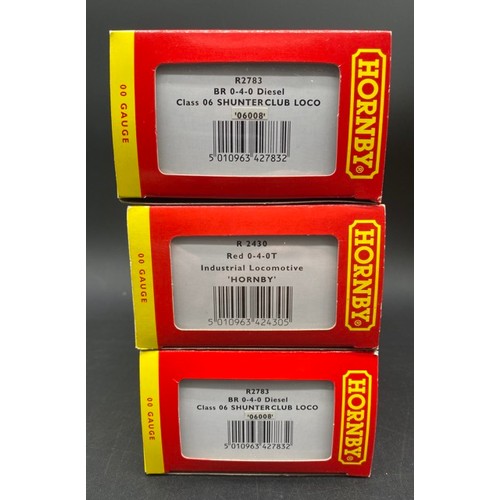 00 GAUGE
R2783
BR 0-4-0 Diesel
Class 06 SHUNTERCLUB LOCO
'06008'
5 010963 427832
HORNBY®
00 GAUGE
R 2430
Red 0-4-0T
Industrial Locomotive
'HORNBY'
5 010963 424305
HORNBY®
00 GAUGE
R2783
BR 0-4-0 Diesel
Class 06 SHUNTERCLUB LOCO
'06008'
5 010963 427832
HORNBY®